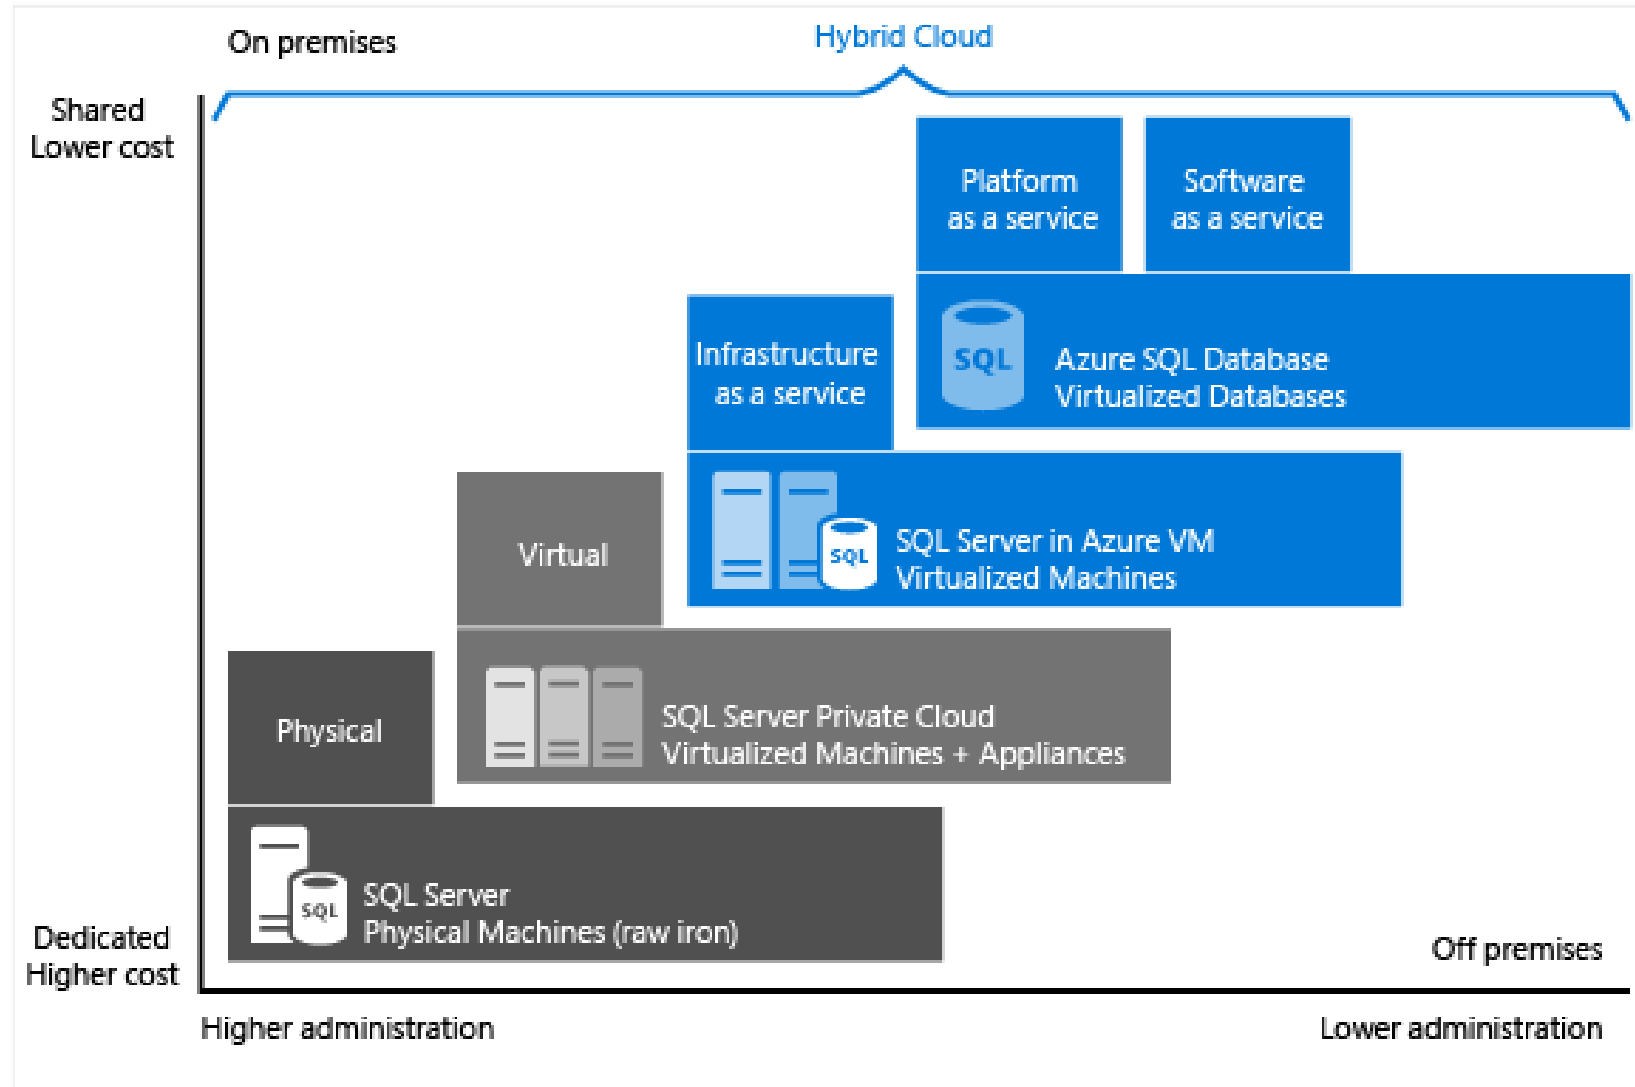 On premises
Hybrid Cloud
Shared
Lower cost
Platform
as a service
Software
as a service
Infrastructure
as a service
SQL
Azure SQL Database
Virtualized Databases
Virtual
SQL
SQL Server in Azure VM
Virtualized Machines
Physical
SQL Server Private Cloud
Virtualized Machines + Appliances
SQL
SQL Server
Physical Machines (raw iron)
Dedicated
Higher cost
Off premises
Higher administration
Lower administration